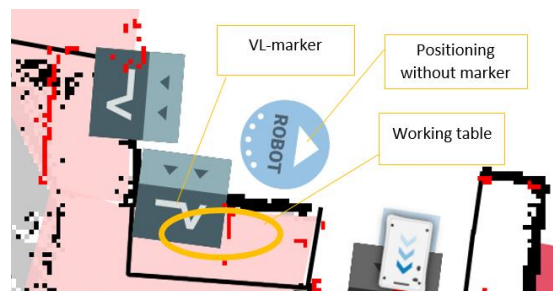 VL-marker
Positioning
without marker
Working table
ROBOT